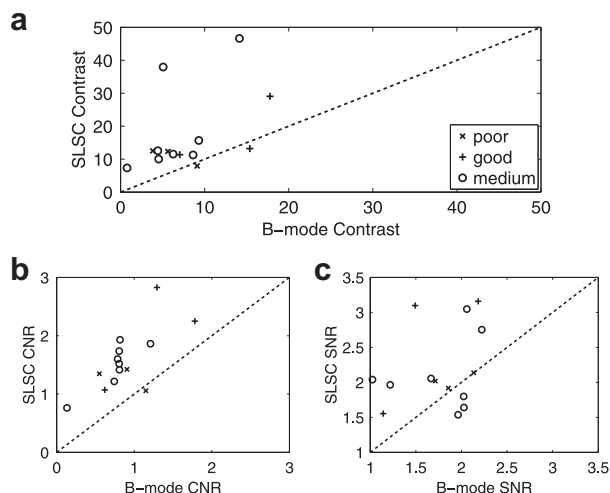 a
SLSC Contrast
50
40
30
20
10
0
0 10 20 30 40 50
B−mode Contrast
poor
good
medium
b
SLSC CNR
3
2
1
0
0 1 2 3
B−mode CNR
c
SLSC SNR
3.5
3
2.5
2
1.5
1
1 1.5 2 2.5 3 3.5
B−mode SNR